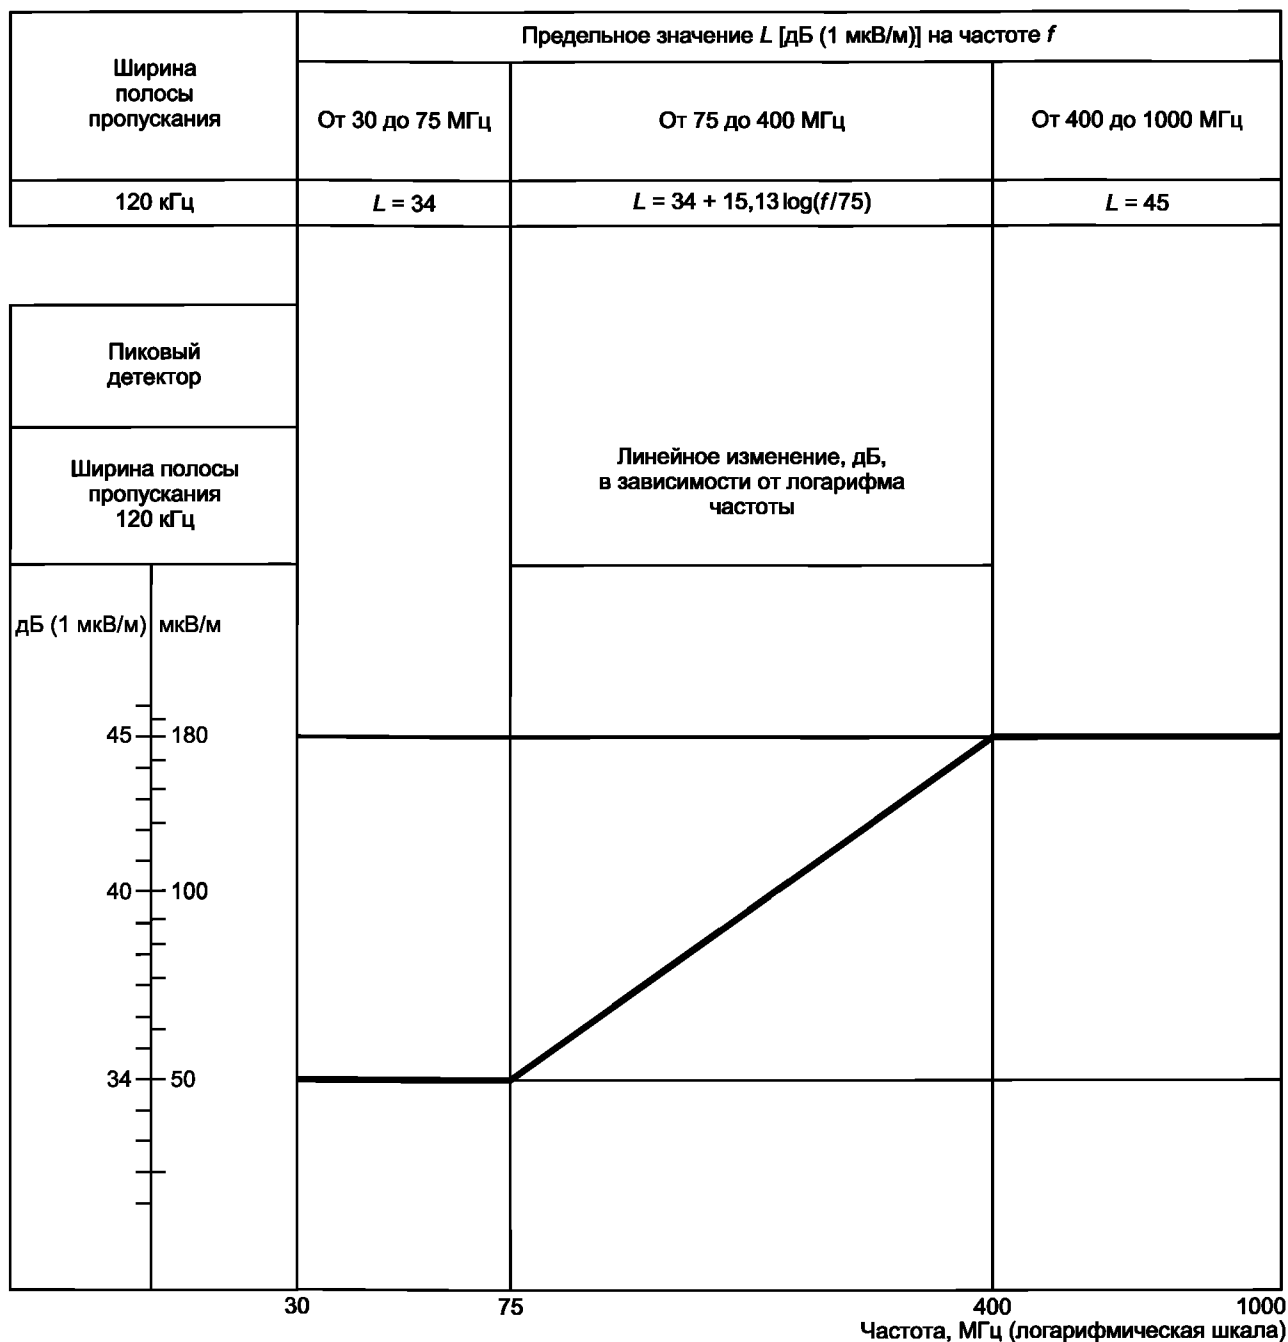 Ширина
полосы
пропускания
Предельное значение L [дБ (1 мкВ/м)] на частоте f
От 30 до 75 МГц
От 75 до 400 МГц
От 400 до 1000 МГц
120 кГц
L = 34
L = 34 + 15,13 log(f/75)
L = 45
Пиковый
детектор
Ширина полосы
пропускания
120 кГц
Линейное изменение, дБ,
в зависимости от логарифма
частоты
дБ (1 мкВ/м)
мкВ/м
45
180
40
100
34
50
30
75
400
1000
Частота, МГц (логарифмическая шкала)